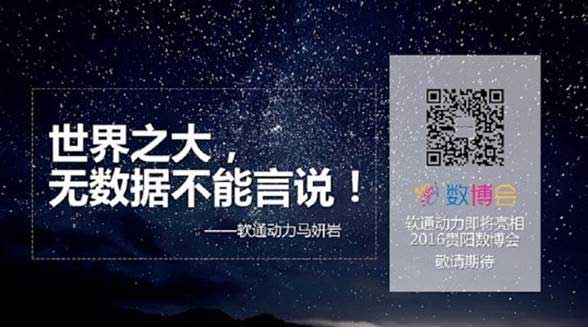 世界之大，
无数据不能言说！
——软通动力马妍岩
数博会
软通动力即将亮相
2016贵阳数博会
敬请期待